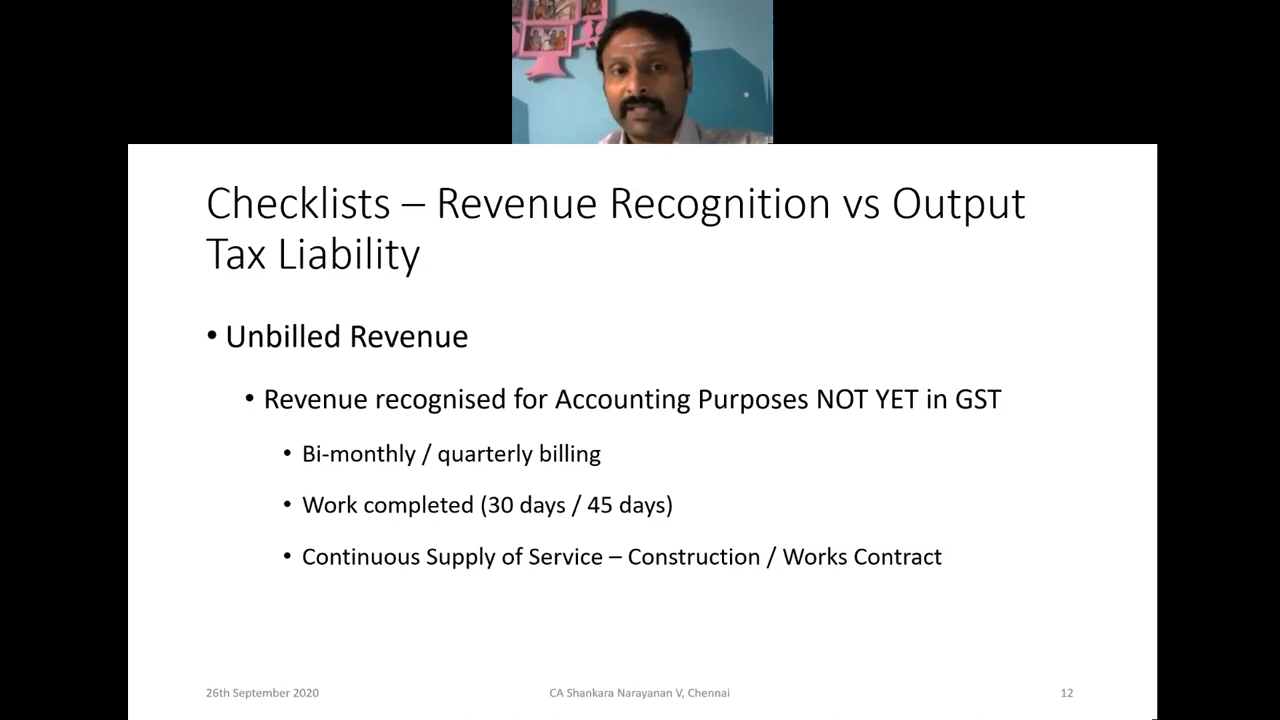 Checklists – Revenue Recognition vs Output
Tax Liability
• Unbilled Revenue
• Revenue recognised for Accounting Purposes NOT YET in GST
• Bi-monthly / quarterly billing
• Work completed (30 days / 45 days)
• Continuous Supply of Service – Construction / Works Contract
26th September 2020
CA Shankara Narayanan V, Chennai
12